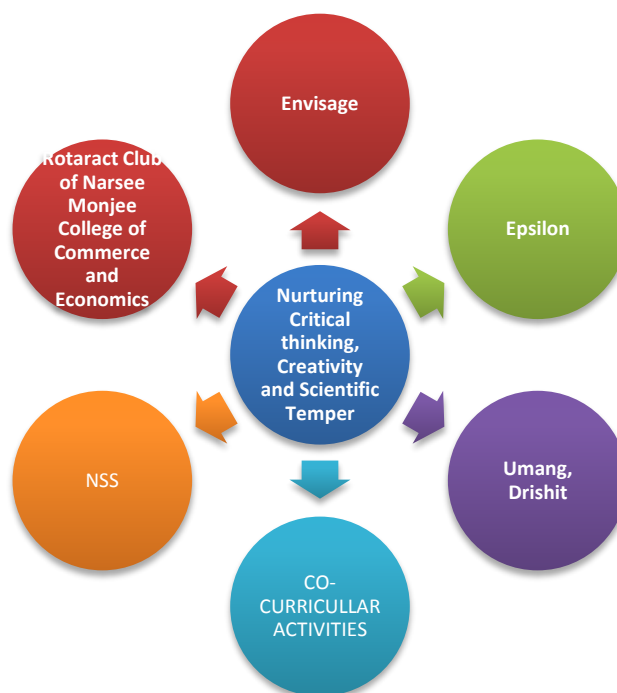 Envisage
Rotaract Club
of Narsee
Monjee
College of
Commerce
and
Economics
Epsilon
Nurturing
Critical
thinking,
Creativity
and Scientific
Temper
NSS
Umang,
Drishit
CO-
CURRICULLAR
ACTIVITIES